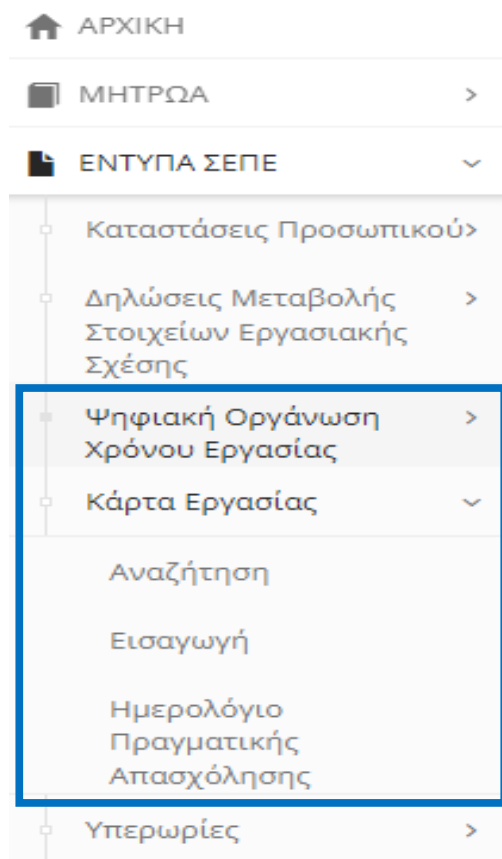 ΑΡΧΙΚΗ
ΜΗΤΡΩΑ
ΕΝΤΥΠΑ ΣΕΠΕ
Καταστάσεις Προσωπικού
Δηλώσεις Μεταβολής
Στοιχείων Εργασιακής
Σχέσης
Ψηφιακή Οργάνωση
Χρόνου Εργασίας
Κάρτα Εργασίας
Αναζήτηση
Εισαγωγή
Ημερολόγιο
Πραγματικής
Απασχόλησης
Υπερωρίες